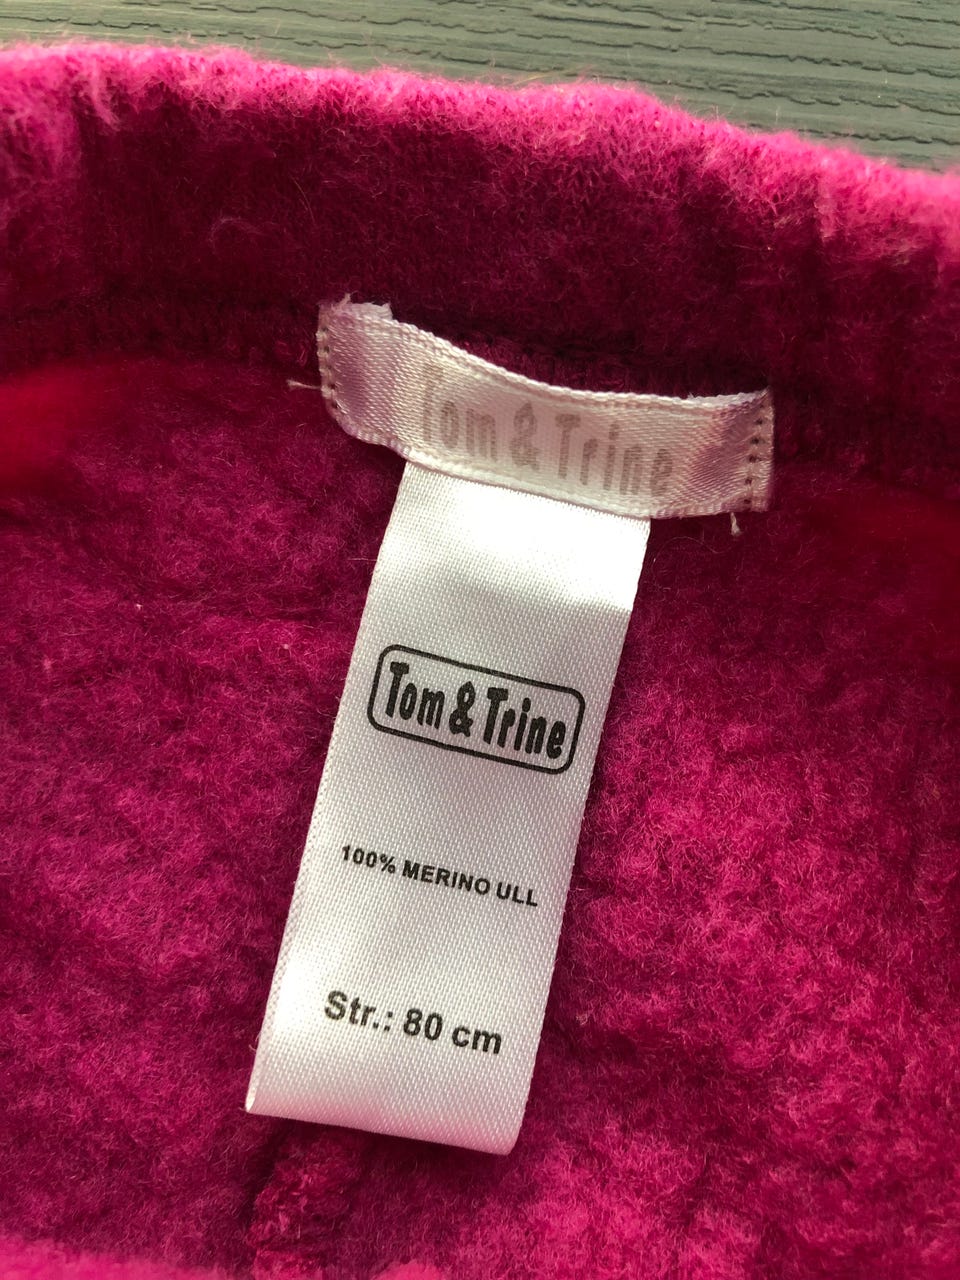 Tom & Trine
Tom & Trine
100% MERINO ULL
Str.: 80 cm